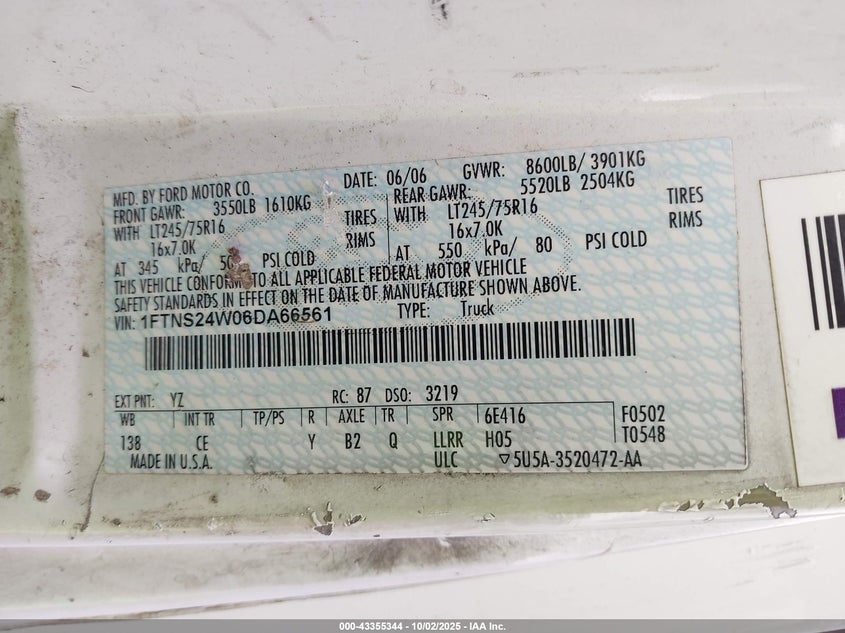 MFD. BY FORD MOTOR CO. DATE: 06/06 GVWR: 8600LB/ 3901KG
FRONT GAWR: 3550LB 1610KG REAR GAWR: 5520LB 2504KG
WITH LT245/75R16 TIRES WITH LT245/75R16 TIRES
16x7.0K RIMS 16x7.0K RIMS
AT 345 kPa/ PSI COLD AT 550 kPa/ 80 PSI COLD
THIS VEHICLE CONFORMS TO ALL APPLICABLE FEDERAL MOTOR VEHICLE
SAFETY STANDARDS IN EFFECT ON THE DATE OF MANUFACTURE SHOWN ABOVE.
VIN: 1FTNS24W06DA66561 TYPE: Truck
EXT PNT: YZ RC: 87 DSO: 3219
WB INT TR TP/PS R AXLE TR SPR 6E416 F0502
138 CE Y B2 Q LLRR H05 T0548
MADE IN U.S.A. ULC ▽5U5A-3520472-AA
000-43355344 - 10/02/2025 - IAA Inc.